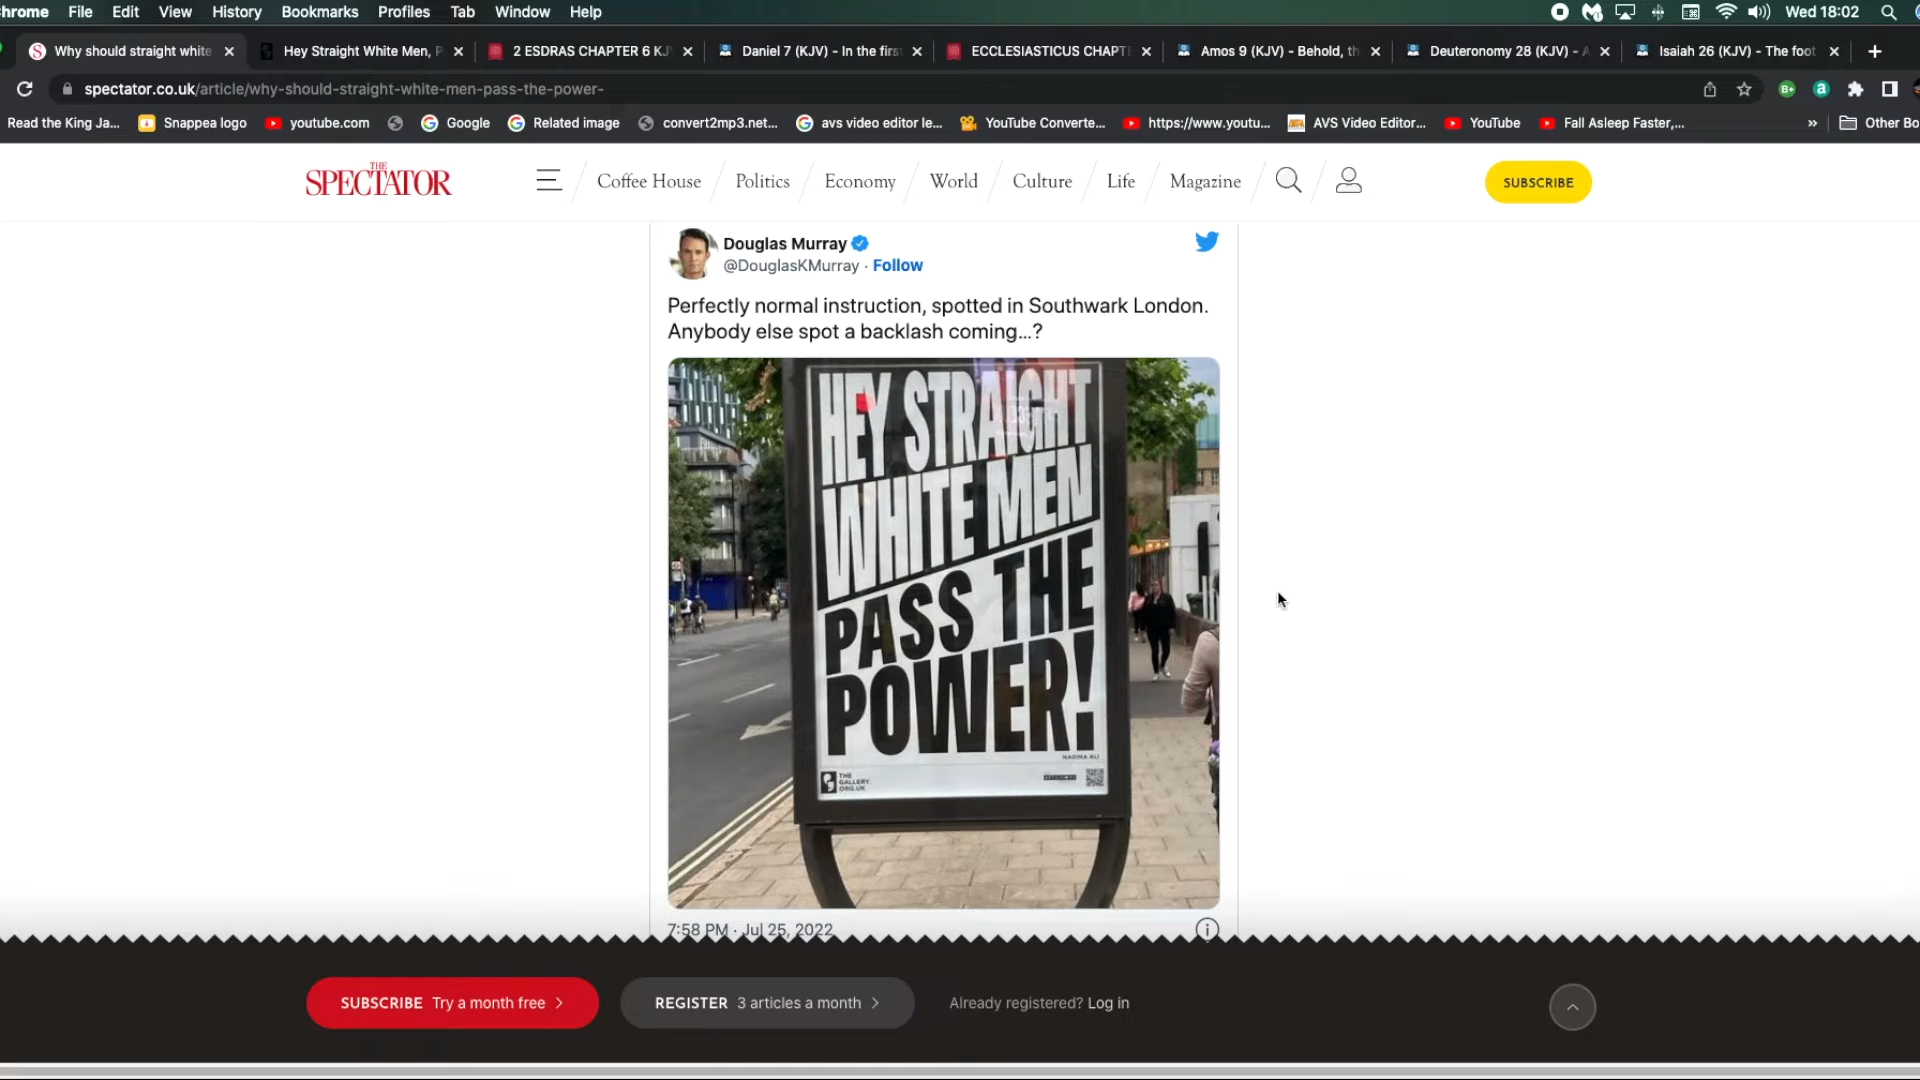 hrome File Edit View History Bookmarks Profiles Tab Window Help Wed 18:02
Why should straight white Hey Straight White Men, P 2 ESDRAS CHAPTER 6 KJ Daniel 7 (KJV) - In the firs ECCLESIASTICUS CHAPT Amos 9 (KJV) - Behold, th Deuteronomy 28 (KJV) - A Isaiah 26 (KJV) - The foot
spectator.co.uk/article/why-should-straight-white-men-pass-the-power-
Read the King Ja... Snappea logo youtube.com Google Related image convert2mp3.net... avs video editor le... YouTube Converte... https://www.youtu... AVS Video Editor... YouTube Fall Asleep Faster,... » Other Bo
THE
SPECTATOR
Coffee House Politics Economy World Culture Life Magazine SUBSCRIBE
Douglas Murray
@DouglasKMurray · Follow
Perfectly normal instruction, spotted in Southwark London.
Anybody else spot a backlash coming...?
HEY STRAIGHT
WHITE MEN
PASS THE
POWER!
NADINA ALI
THE
GALLERY.
ORG.UK
7:58 PM · Jul 25, 2022
SUBSCRIBE Try a month free > REGISTER 3 articles a month > Already registered? Log in